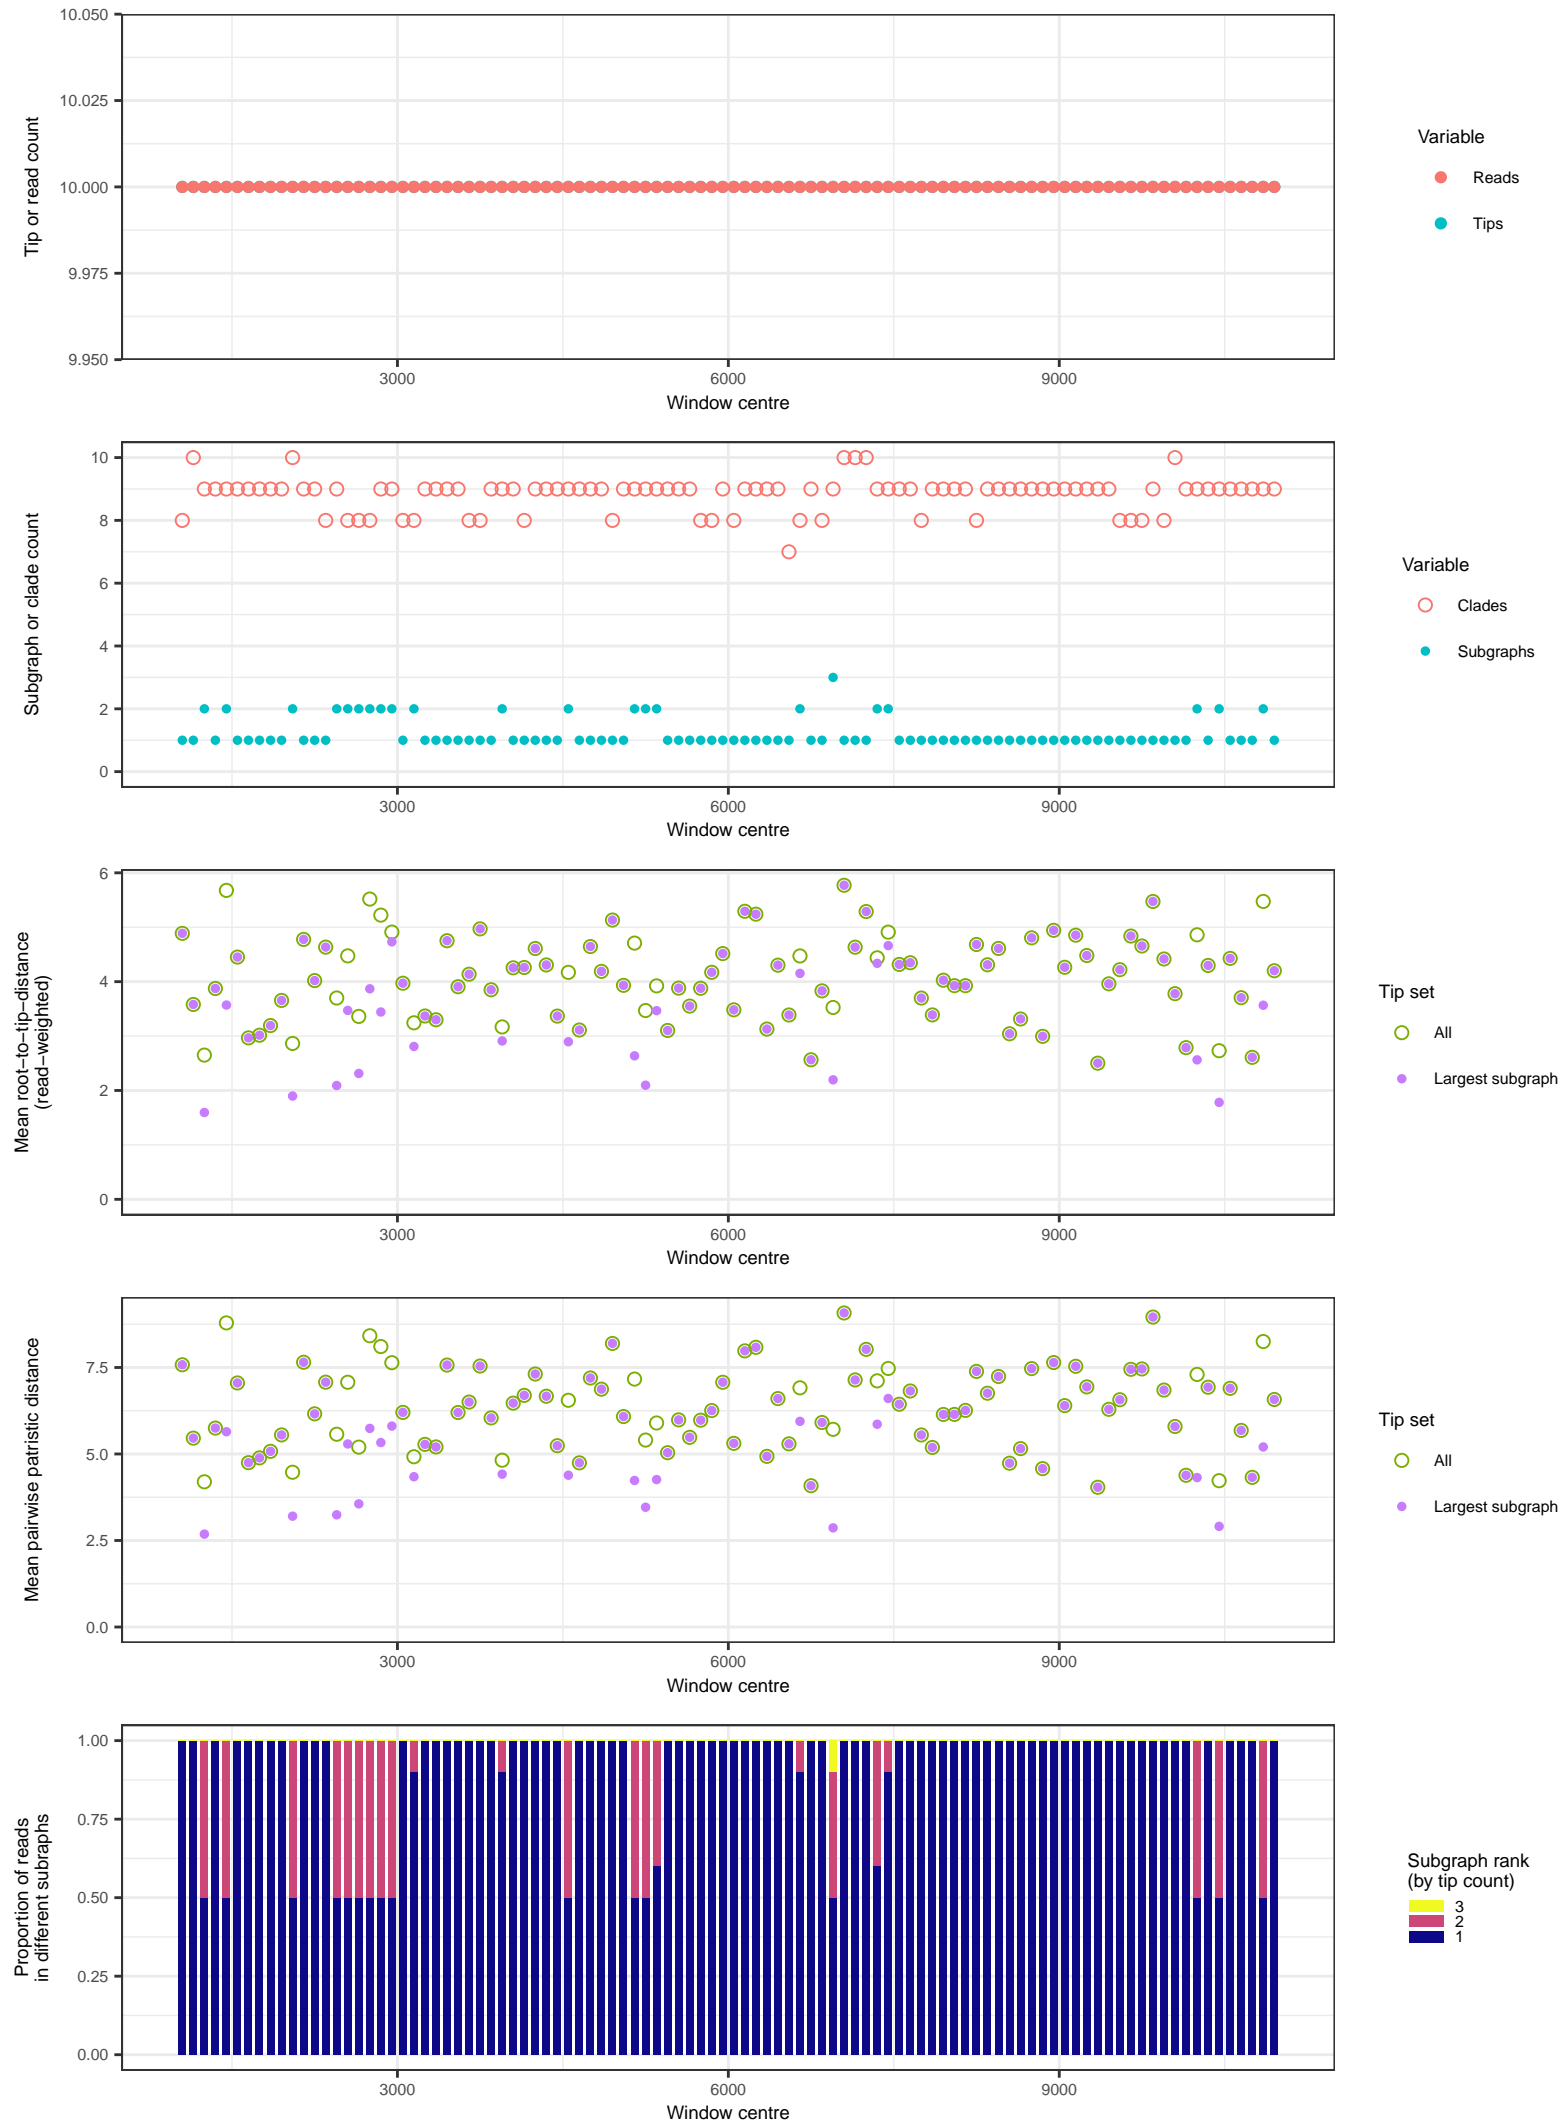 10.050
10.025
10.000
9.975
9.950
Tip or read count
3000 6000 9000
Window centre
Variable
Reads
Tips
10
8
6
4
2
0
Subgraph or clade count
3000 6000 9000
Window centre
Variable
Clades
Subgraphs
6
4
2
0
Mean root−to−tip−distance
(read−weighted)
3000 6000 9000
Window centre
Tip set
All
Largest subgraph
7.5
5.0
2.5
0.0
Mean pairwise patristic distance
3000 6000 9000
Window centre
Tip set
All
Largest subgraph
1.00
0.75
0.50
0.25
0.00
Proportion of reads
in different subraphs
3000 6000 9000
Window centre
Subgraph rank
(by tip count)
3
2
1